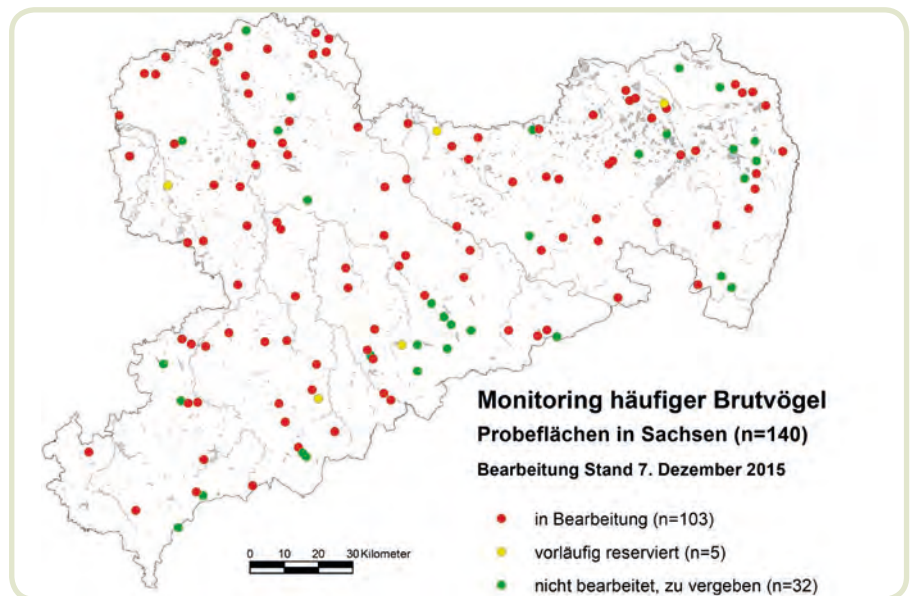 Monitoring häufiger Brutvögel
Probeflächen in Sachsen (n=140)
Bearbeitung Stand 7. Dezember 2015
in Bearbeitung (n=103)
vorläufig reserviert (n=5)
nicht bearbeitet, zu vergeben (n=32)
0 10 20 30 Kilometer